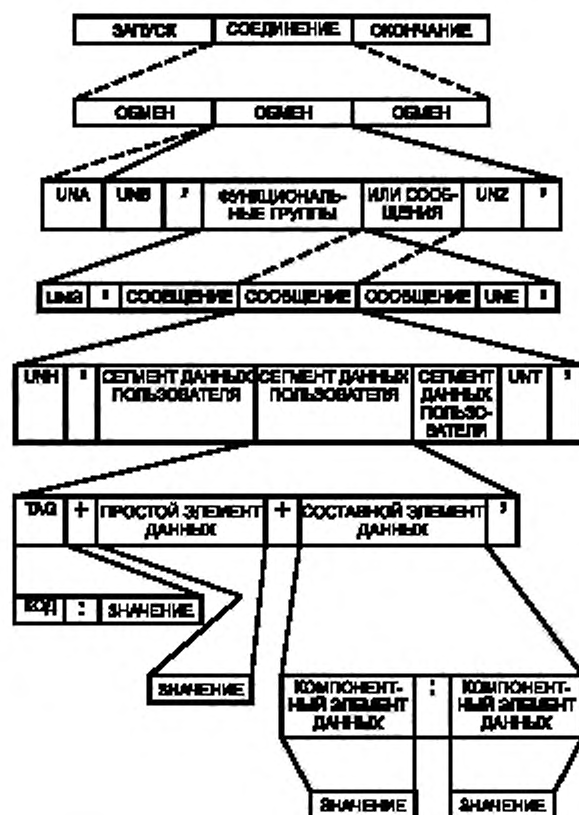 ЗАПУСК СОЕДИНЕНИЕ ОКОНЧАНИЕ
ОБМЕН ОБМЕН ОБМЕН
UNA UNB ' ФУНКЦИОНАЛЬ- ИЛИ СООБ- UNZ '
НЫЕ ГРУППЫ ЩЕНИЯ
UNG ' СООБЩЕНИЕ СООБЩЕНИЕ СООБЩЕНИЕ UNE '
UNH ' СЕГМЕНТ ДАННЫХ СЕГМЕНТ ДАННЫХ СЕГМЕНТ UNT '
ПОЛЬЗОВАТЕЛЯ ПОЛЬЗОВАТЕЛЯ ДАННЫХ
ПОЛЬЗО-
ВАТЕЛЯ
TAG + ПРОСТОЙ ЭЛЕМЕНТ + СОСТАВНОЙ ЭЛЕМЕНТ '
ДАННЫХ ДАННЫХ
КОД : ЗНАЧЕНИЕ
ЗНАЧЕНИЕ
КОМПОНЕНТ- : КОМПОНЕНТ-
НЫЙ ЭЛЕМЕНТ НЫЙ ЭЛЕМЕНТ
ДАННЫХ ДАННЫХ
ЗНАЧЕНИЕ ЗНАЧЕНИЕ